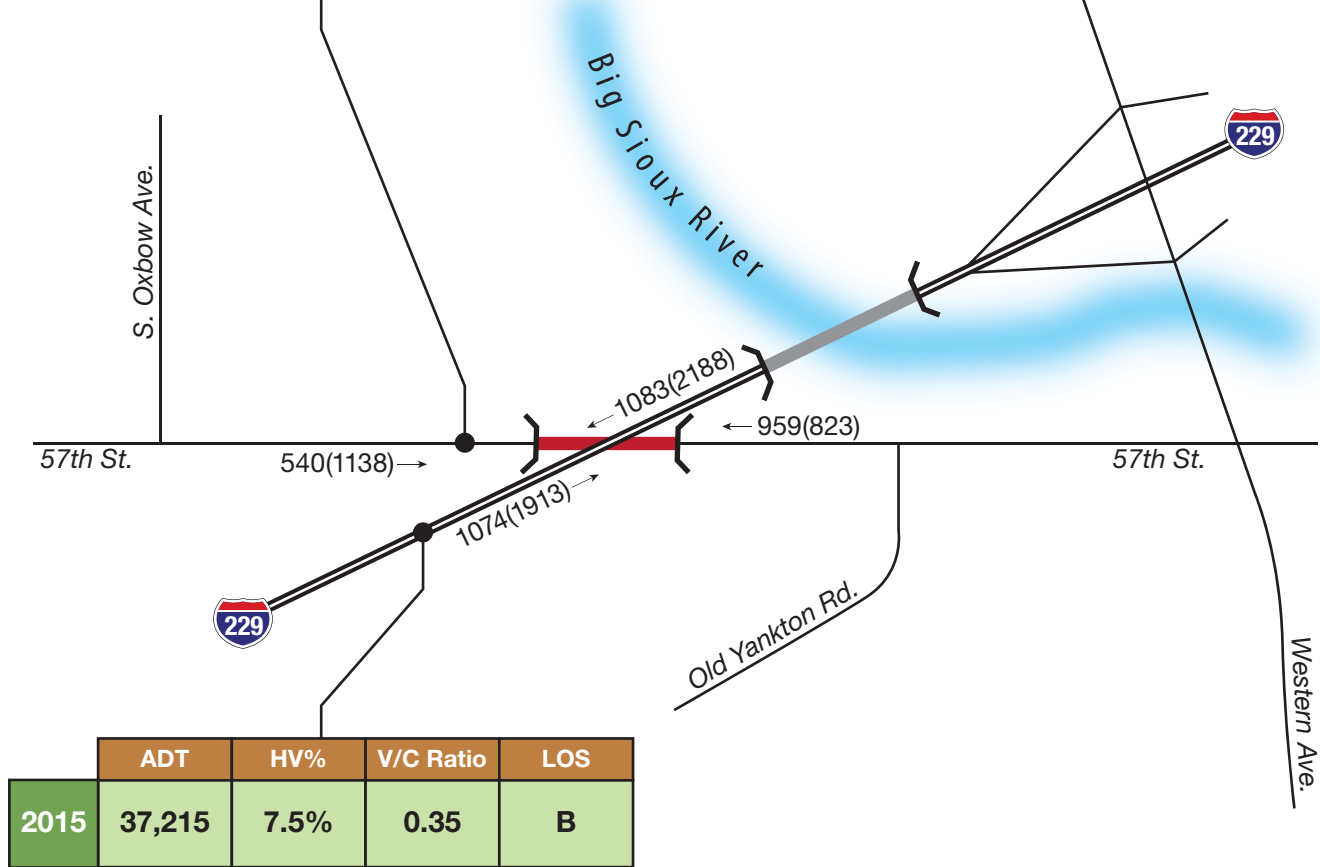 Big Sioux River
229
S. Oxbow Ave.
1083(2188)
959(823)
57th St.
540(1138)
57th St.
1074(1913)
229
Old Yankton Rd.
Western Ave.
ADT HV% V/C Ratio LOS
2015 37,215 7.5% 0.35 B